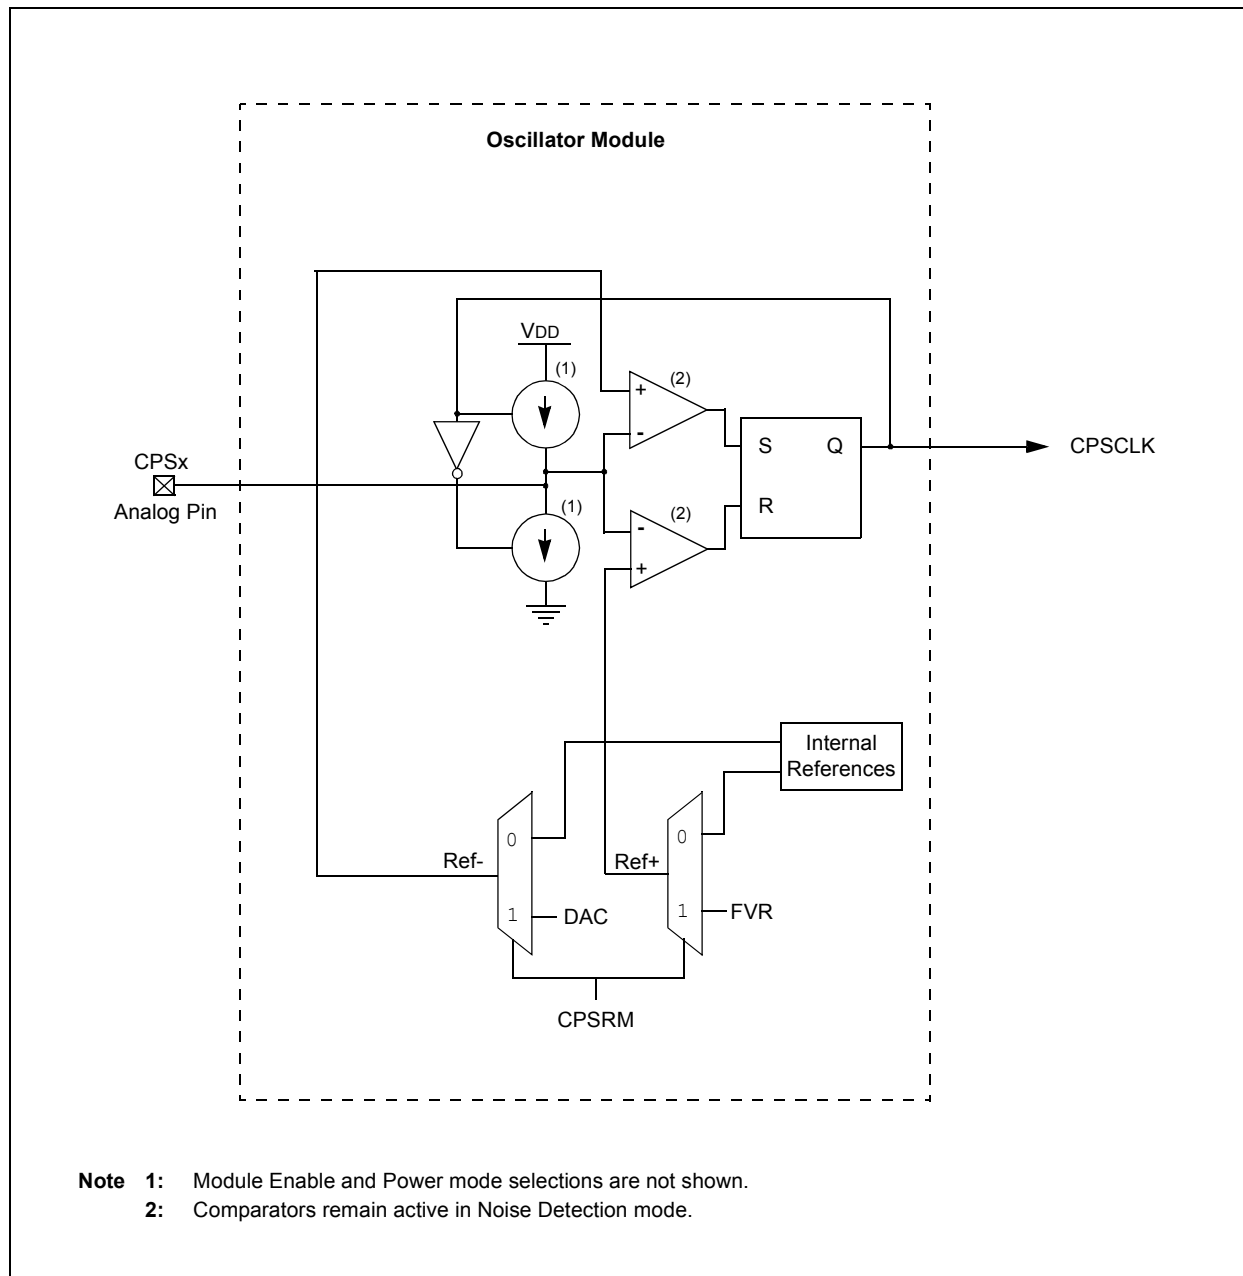 Oscillator Module
VDD
(1)
(2)
+
-
S Q
CPSCLK
CPSx
Analog Pin
R
(1)
(2)
-
+
Internal
References
0
0
Ref-
Ref+
1
DAC
1
FVR
CPSRM
Note 1: Module Enable and Power mode selections are not shown.
2: Comparators remain active in Noise Detection mode.